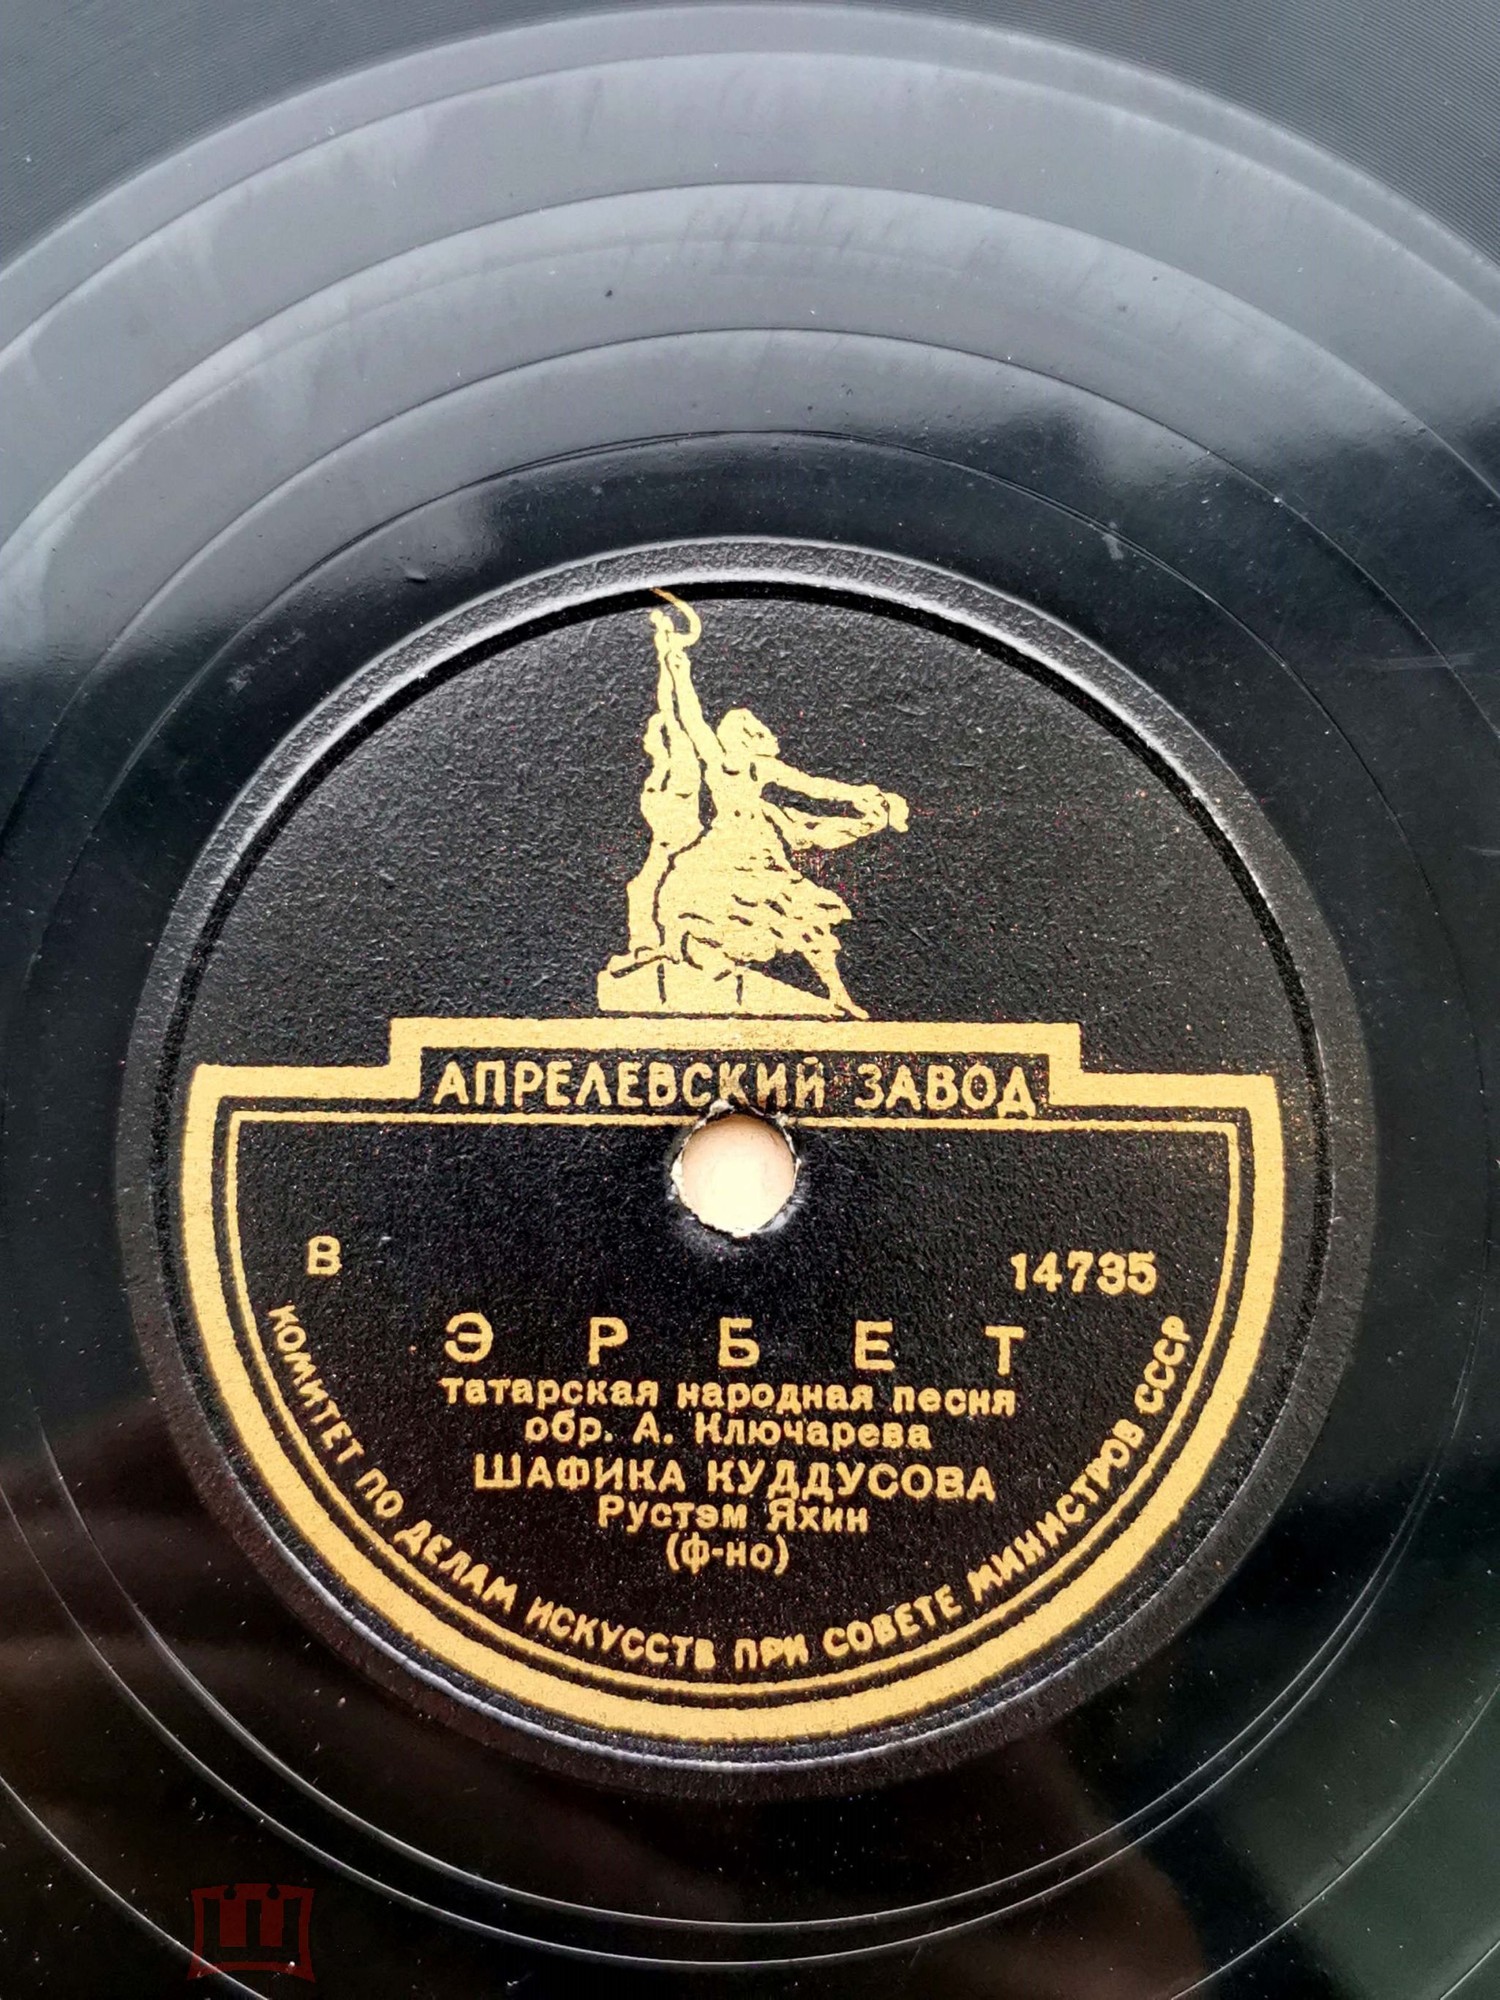 АПРЕЛЕВСКИЙ ЗАВОД
В 14735
ЭРБЕТ
татарская народная песня
обр. А. Ключарева
ШАФИКА КУДДУСОВА
Рустэм Яхин
(ф-но)
КОМИТЕТ ПО ДЕЛАМ ИСКУССТВ ПРИ СОВЕТЕ МИНИСТРОВ СССР